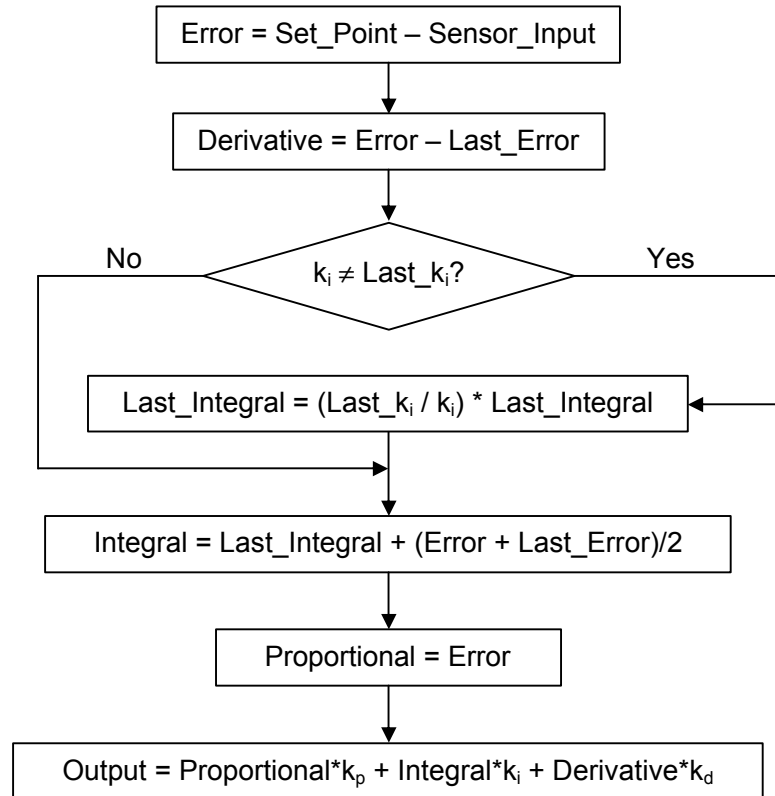 Error = Set_Point – Sensor_Input
Derivative = Error – Last_Error
No
kᵢ ≠ Last_kᵢ?
Yes
Last_Integral = (Last_kᵢ / kᵢ) * Last_Integral
Integral = Last_Integral + (Error + Last_Error)/2
Proportional = Error
Output = Proportional*kₚ + Integral*kᵢ + Derivative*k_d